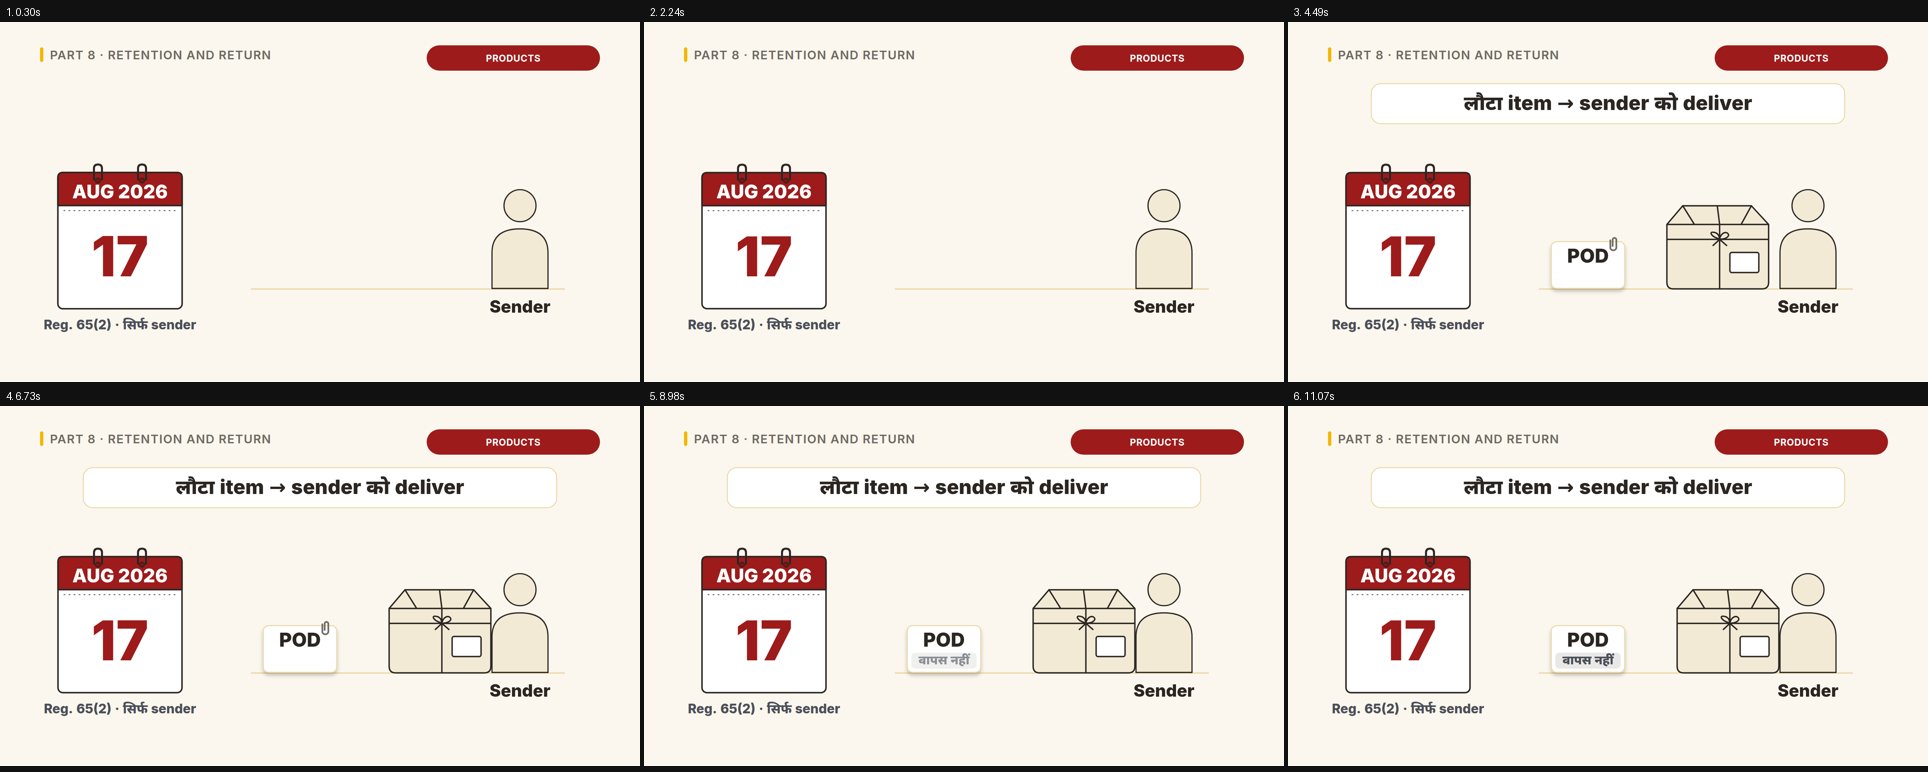 1. 0.30s
PART 8 · RETENTION AND RETURN
PRODUCTS
AUG 2026
17
Reg. 65(2) · सिर्फ sender
Sender
2. 2.24s
PART 8 · RETENTION AND RETURN
PRODUCTS
AUG 2026
17
Reg. 65(2) · सिर्फ sender
Sender
3. 4.49s
PART 8 · RETENTION AND RETURN
PRODUCTS
लौटा item → sender को deliver
AUG 2026
17
Reg. 65(2) · सिर्फ sender
POD
Sender
4. 6.73s
PART 8 · RETENTION AND RETURN
PRODUCTS
लौटा item → sender को deliver
AUG 2026
17
Reg. 65(2) · सिर्फ sender
POD
Sender
5. 8.98s
PART 8 · RETENTION AND RETURN
PRODUCTS
लौटा item → sender को deliver
AUG 2026
17
Reg. 65(2) · सिर्फ sender
POD
वापस नहीं
Sender
6. 11.07s
PART 8 · RETENTION AND RETURN
PRODUCTS
लौटा item → sender को deliver
AUG 2026
17
Reg. 65(2) · सिर्फ sender
POD
वापस नहीं
Sender